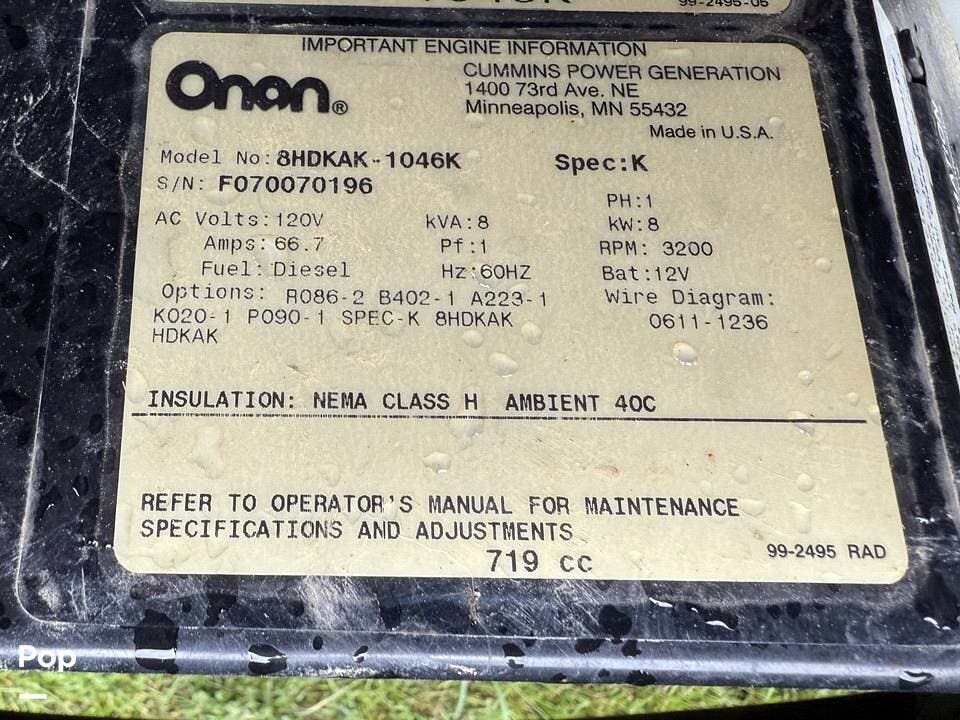 99-2495-05
IMPORTANT ENGINE INFORMATION
Onan®
CUMMINS POWER GENERATION
1400 73rd Ave. NE
Minneapolis, MN 55432
Made in U.S.A.
Model No: 8HDKAK-1046K Spec:K
S/N: F070070196
PH:1
AC Volts: 120V kVA:8 kW:8
Amps: 66.7 Pf:1 RPM: 3200
Fuel: Diesel Hz:60HZ Bat:12V
Options: R086-2 B402-1 A223-1 Wire Diagram:
K020-1 P090-1 SPEC-K 8HDKAK 0611-1236
HDKAK
INSULATION: NEMA CLASS H AMBIENT 40C
REFER TO OPERATOR'S MANUAL FOR MAINTENANCE
SPECIFICATIONS AND ADJUSTMENTS
719 cc
99-2495 RAD
Pop